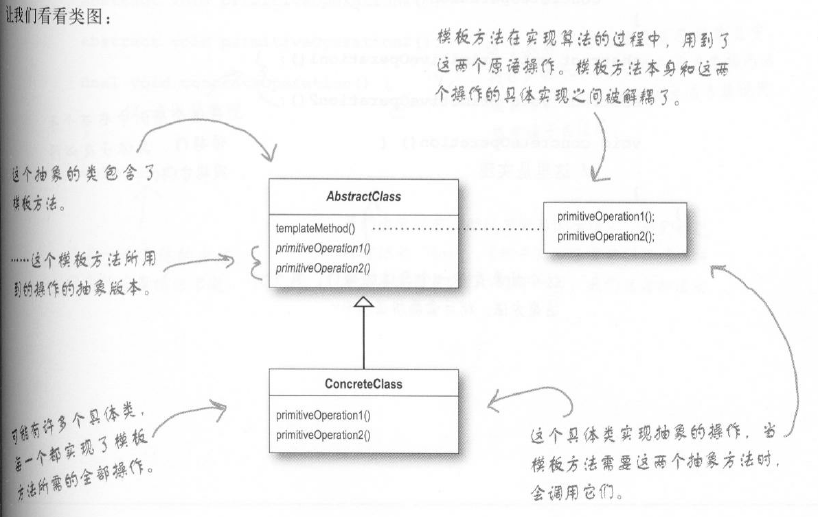 让我们看看类图：
模板方法在实现算法的过程中，用到了
这两个原语操作。模板方法本身和这两
个操作的具体实现之间被解耦了。
这个抽象的类包含了
模板方法。
AbstractClass
templateMethod()
primitiveOperation1()
primitiveOperation2()
primitiveOperation1();
primitiveOperation2();
……这个模板方法所用
到的操作的抽象版本。
ConcreteClass
primitiveOperation1()
primitiveOperation2()
可能有许多个具体类，
每一个都实现了模板
方法所需的全部操作。
这个具体类实现抽象的操作，当
模板方法需要这两个抽象方法时，
会调用它们。